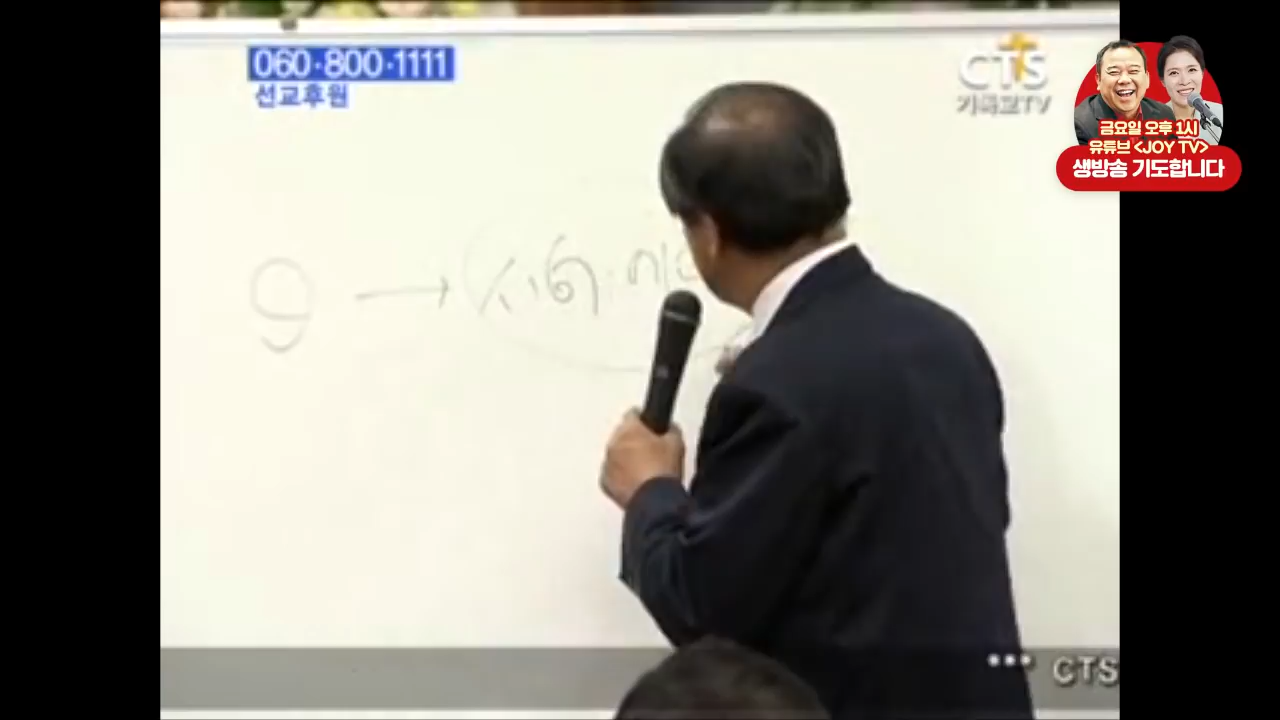 060·800·1111
선교후원
CTS
기독교TV
금요일 오후 1시
유튜브 <JOY TV>
생방송 기도합니다
9 →
CTS